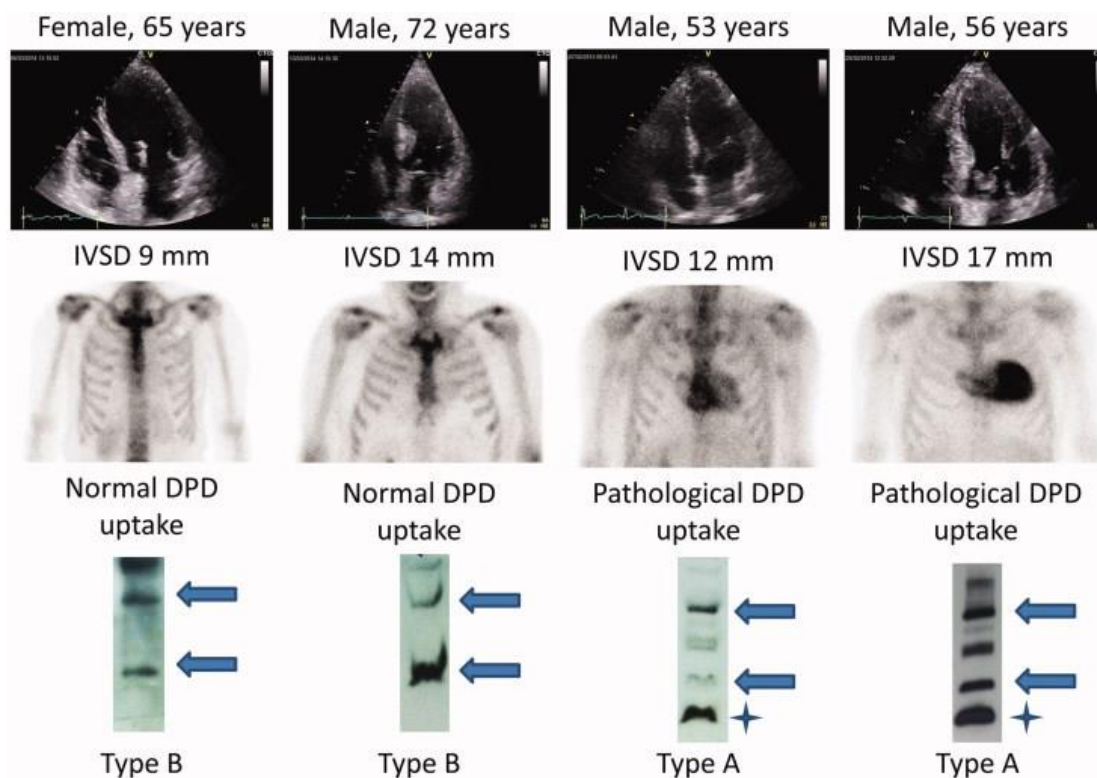 Female, 65 years
Male, 72 years
Male, 53 years
Male, 56 years
V
V
V
V
IVSD 9 mm
IVSD 14 mm
IVSD 12 mm
IVSD 17 mm
Normal DPD
uptake
Normal DPD
uptake
Pathological DPD
uptake
Pathological DPD
uptake
Type B
Type B
Type A
Type A